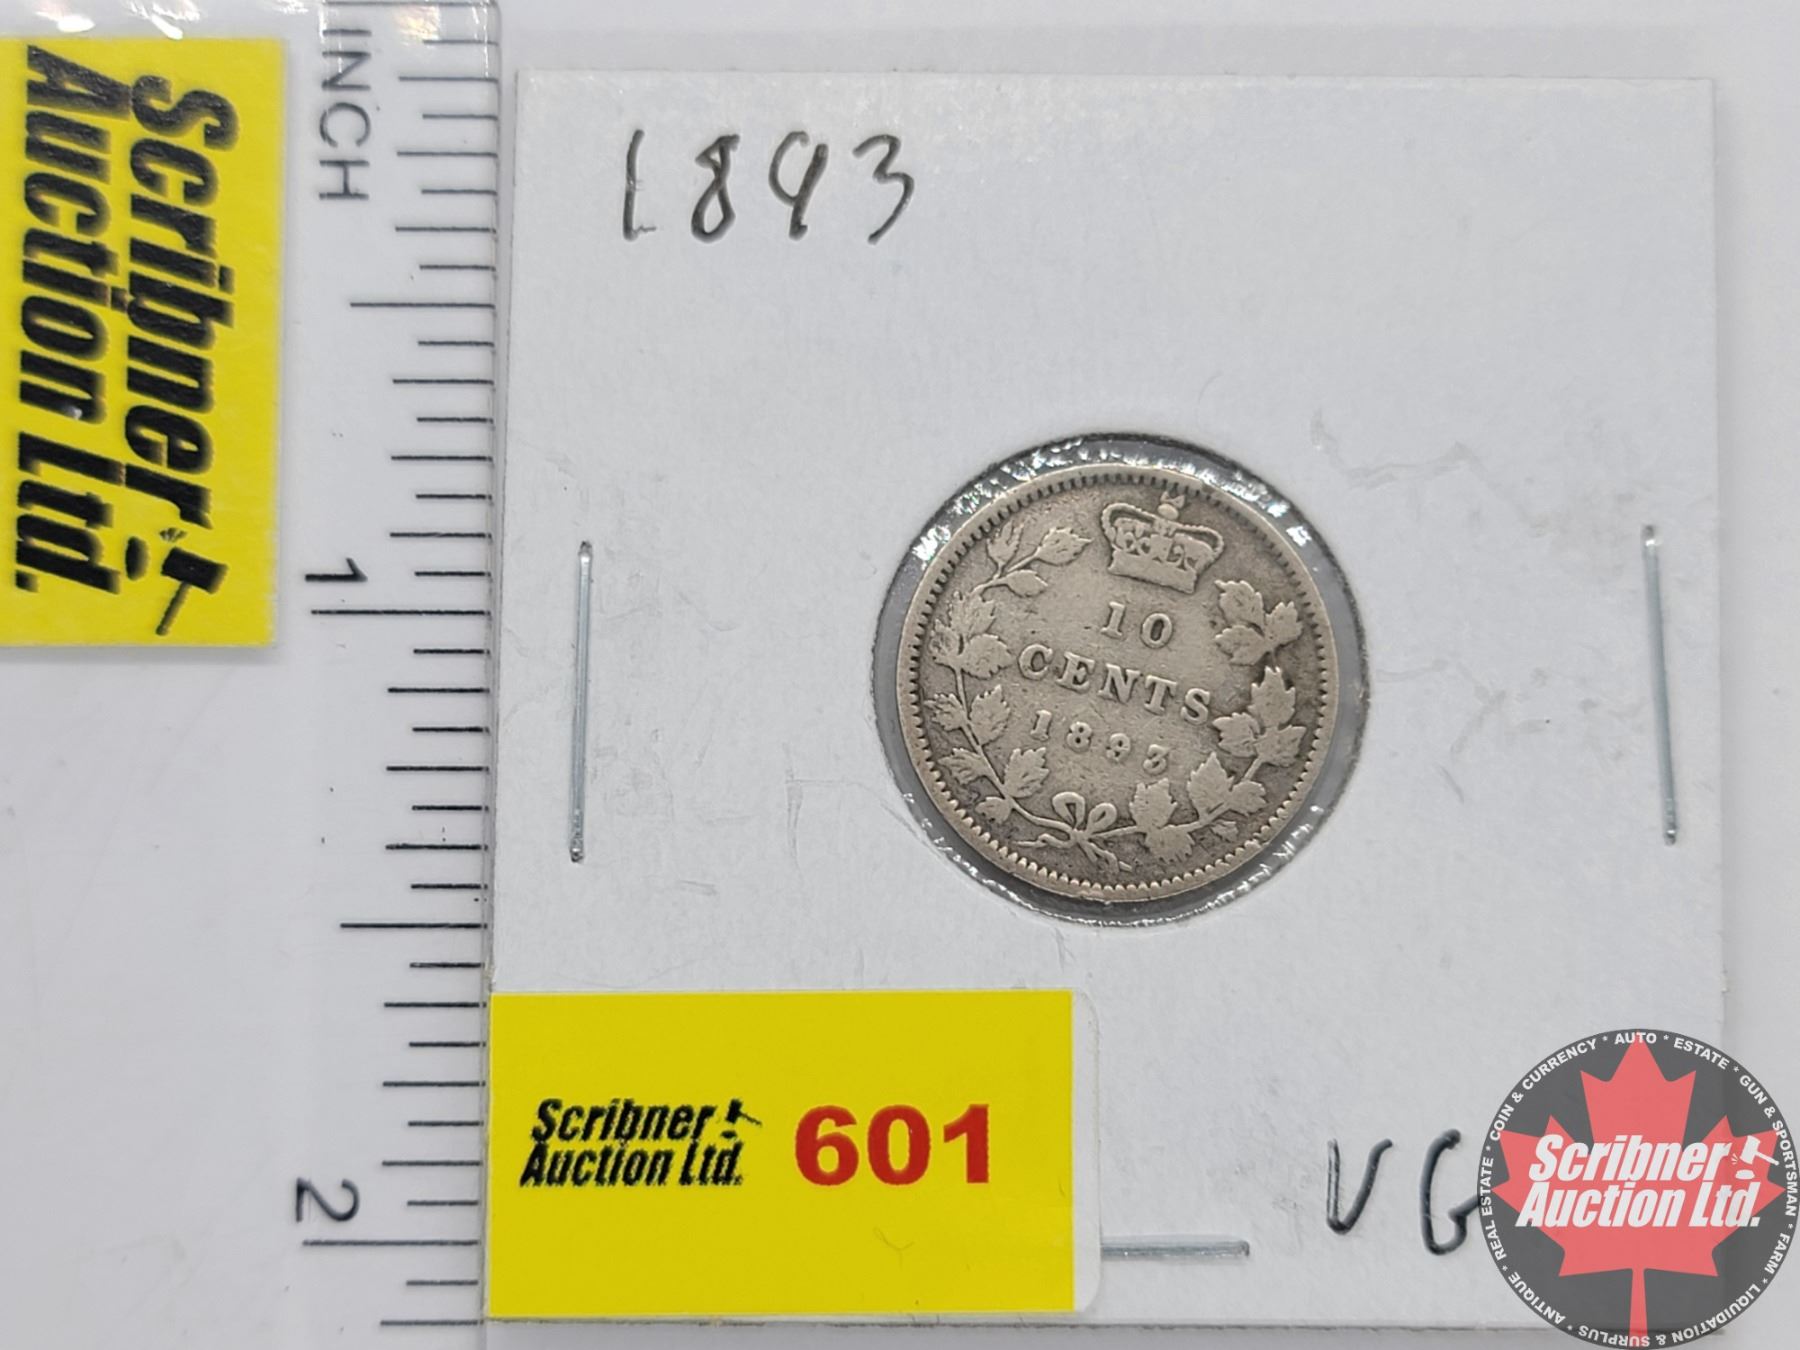 Scribner
Auction Ltd.
INCH
1
2
1893
10
CENTS
1893
Scribner
Auction Ltd.
601
VG
COIN & CURRENCY * AUTO * ESTATE * GUN & SPORTSMAN * FARM * LIQUIDATION & SURPLUS * ANTIQUE * REAL ESTATE *
Scribner
Auction Ltd.